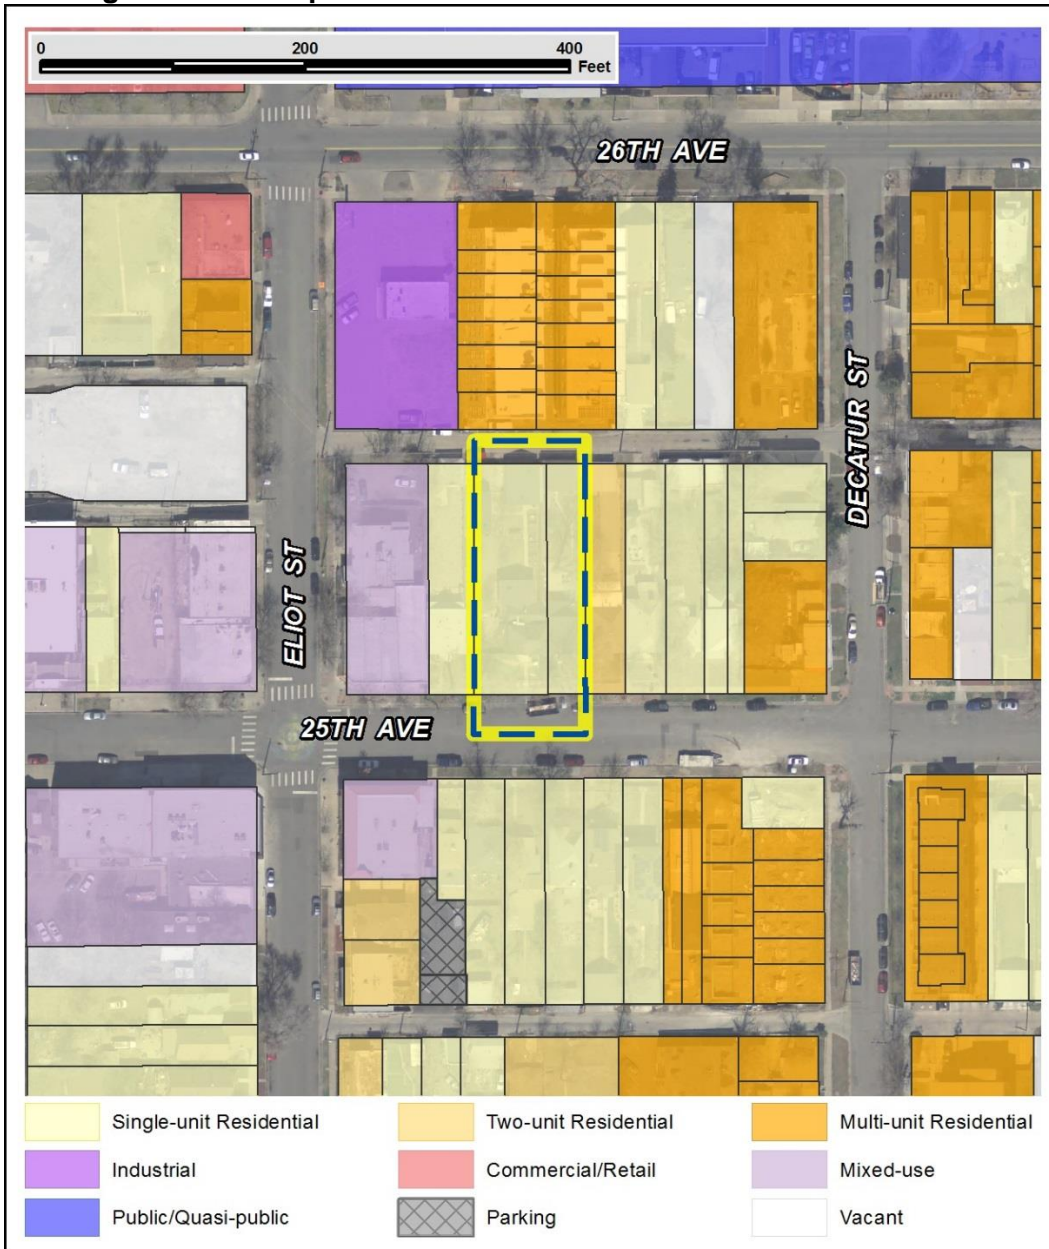 0 200 400
Feet
26TH AVE
DECATUR ST
ELIOT ST
25TH AVE
Single-unit Residential Two-unit Residential Multi-unit Residential
Industrial Commercial/Retail Mixed-use
Public/Quasi-public Parking Vacant